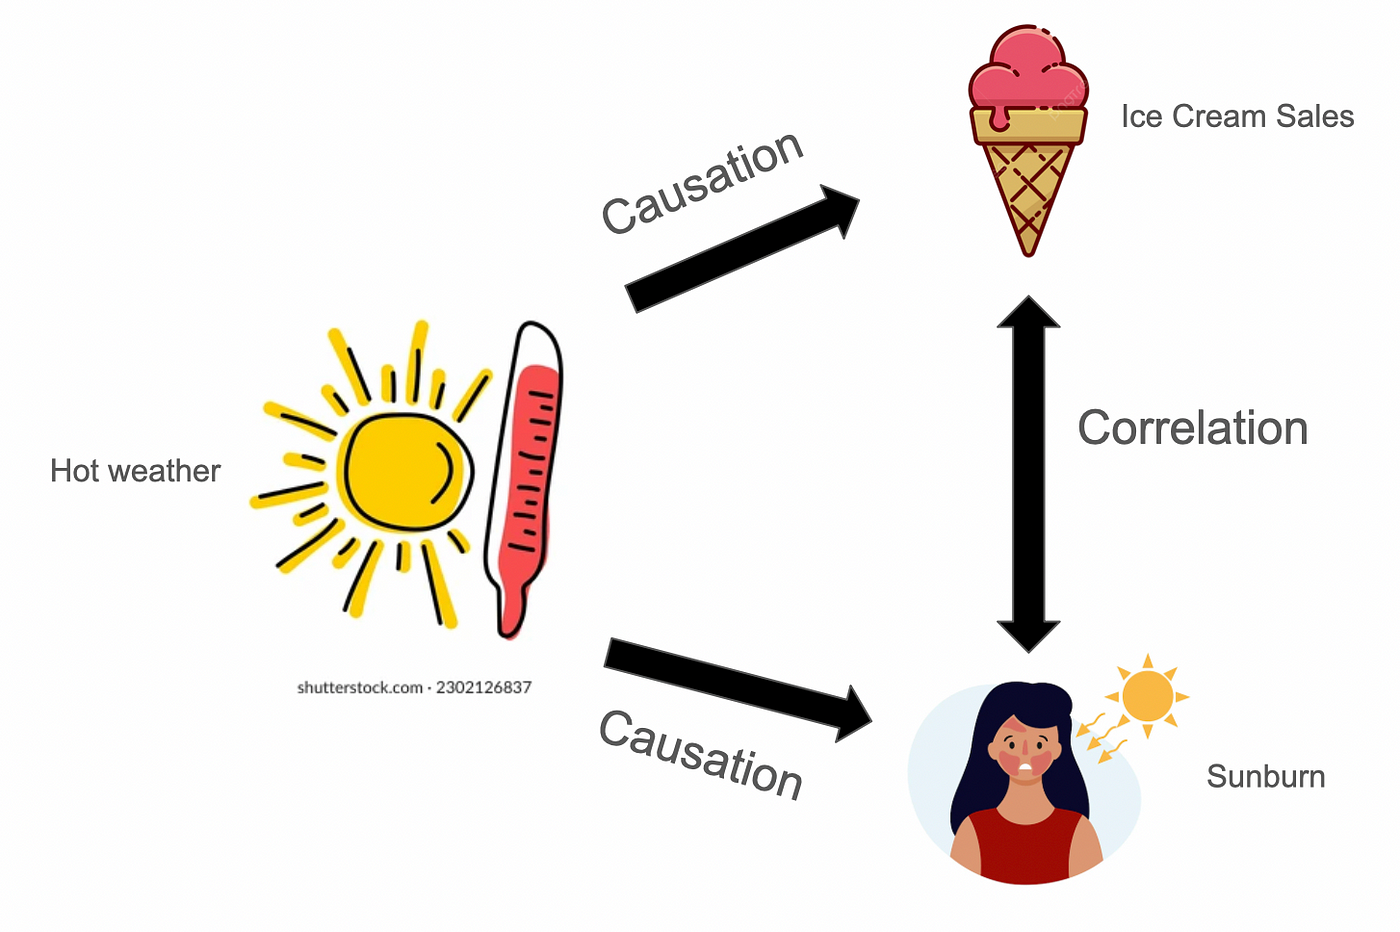 Ice Cream Sales
Causation
Correlation
Hot weather
shutterstock.com · 2302126837
Causation
Sunburn